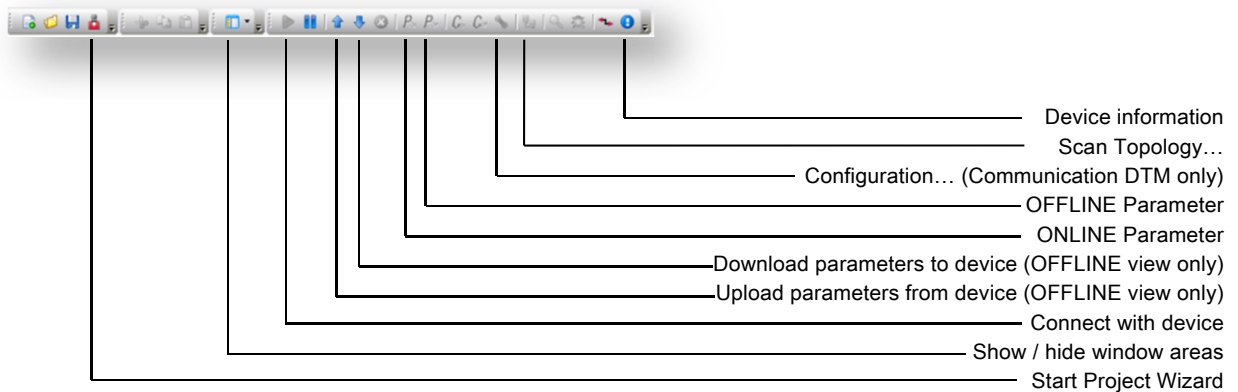 P P C C
Device information
Scan Topology…
Configuration… (Communication DTM only)
OFFLINE Parameter
ONLINE Parameter
Download parameters to device (OFFLINE view only)
Upload parameters from device (OFFLINE view only)
Connect with device
Show / hide window areas
Start Project Wizard